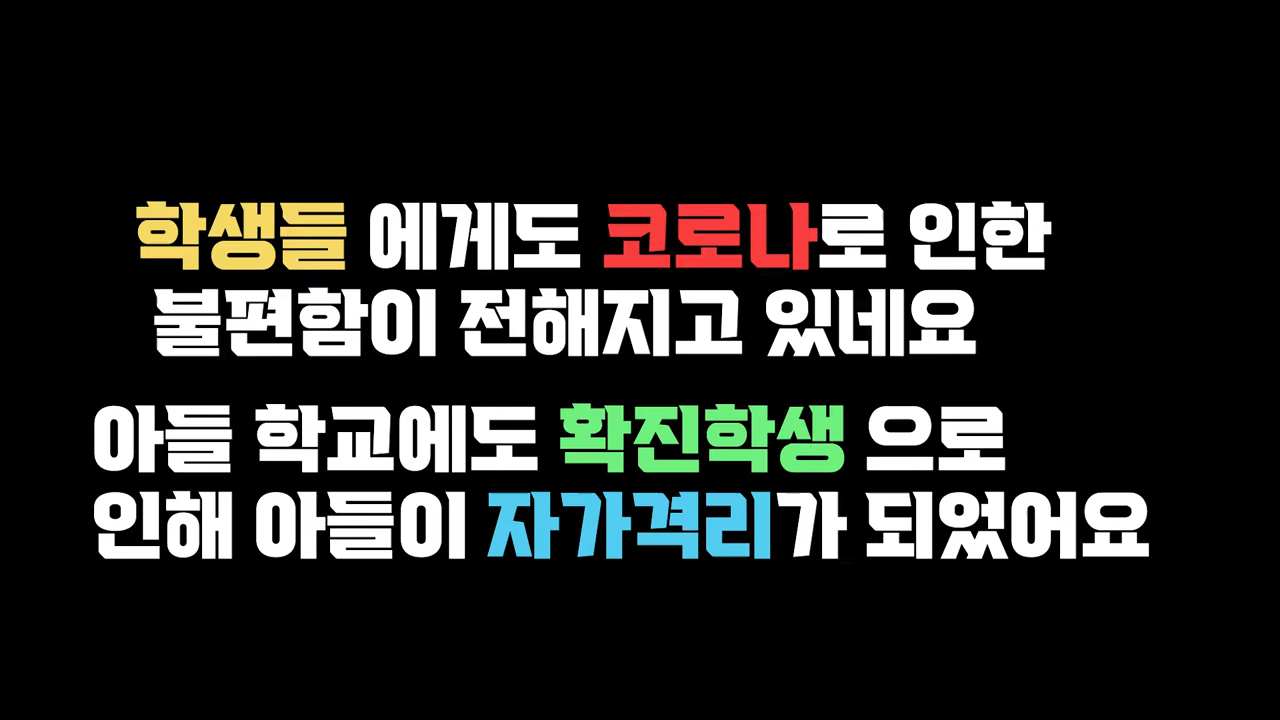 학생들 에게도 코로나로 인한
불편함이 전해지고 있네요
아들 학교에도 확진학생 으로
인해 아들이 자가격리가 되었어요